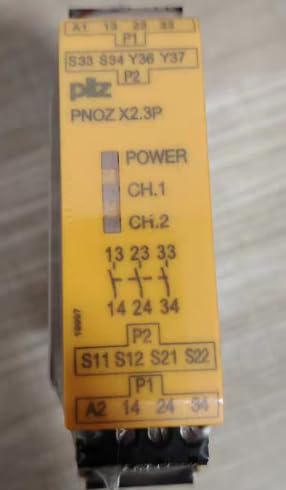 A1 13 23 33
P1
S33 S34 Y36 Y37
P2
pilz
PNOZ X2.3P
POWER
CH.1
CH.2
13 23 33
14 24 34
P2
S11 S12 S21 S22
P1
A2 14 24 34